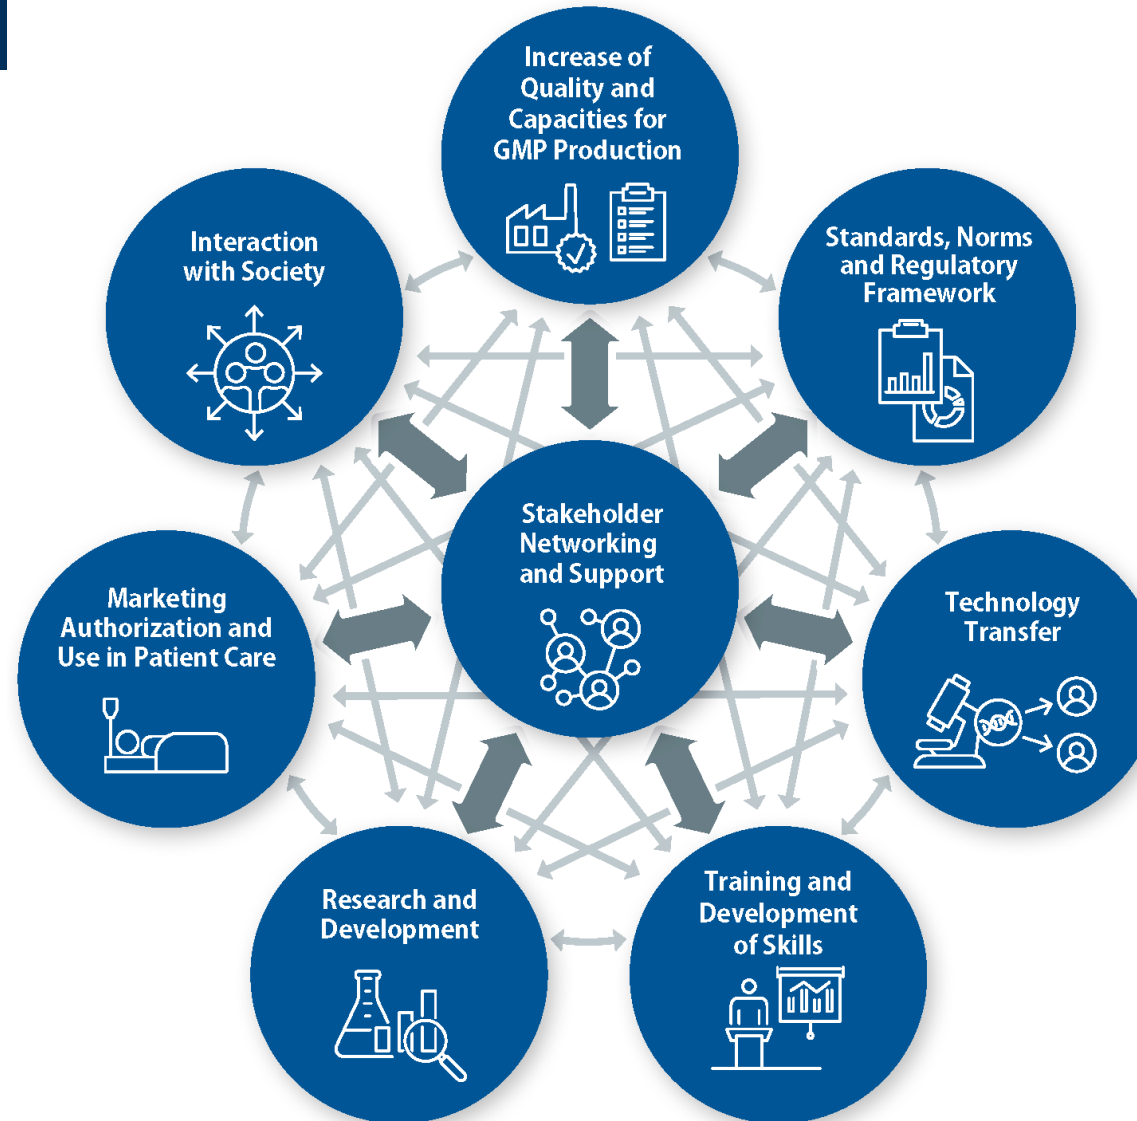 Increase of
Quality and
Capacities for
GMP Production
Interaction
with Society
Standards, Norms
and Regulatory
Framework
Stakeholder
Networking
and Support
Marketing
Authorization and
Use in Patient Care
Technology
Transfer
Research and
Development
Training and
Development
of Skills